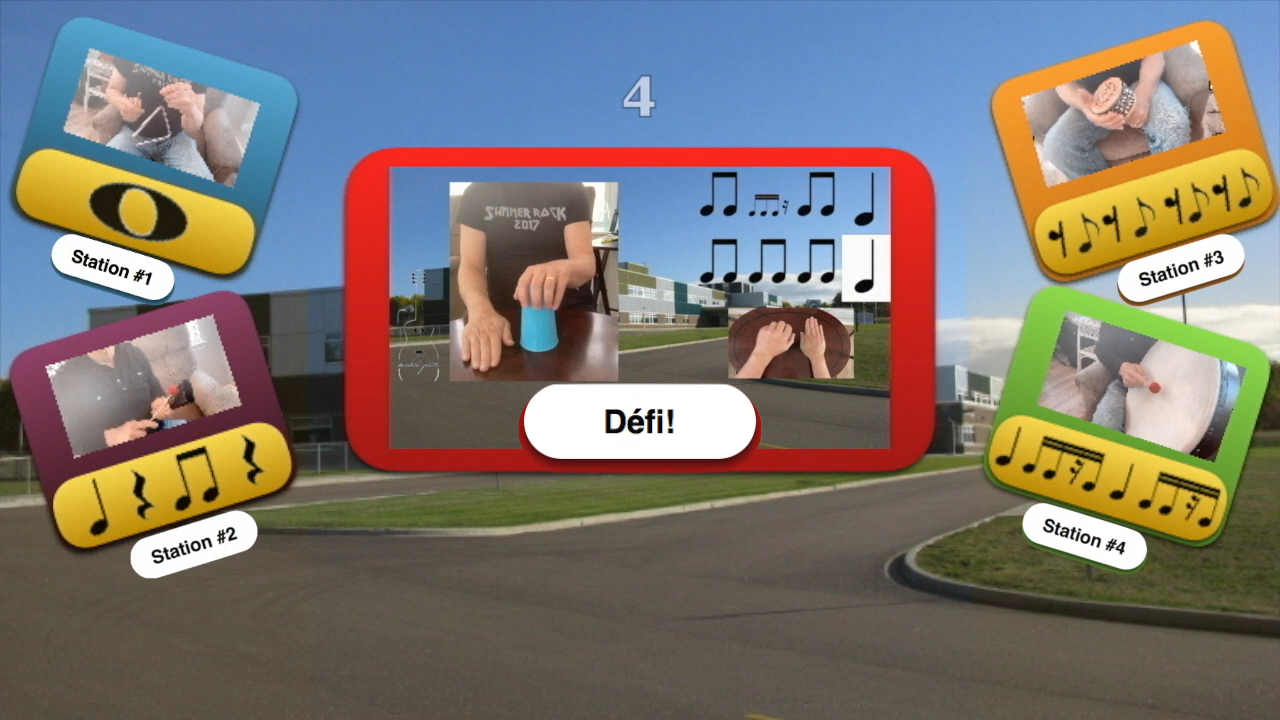 4
SUMMER ROCK
2017
Défi!
Station #1
Station #2
Station #3
Station #4